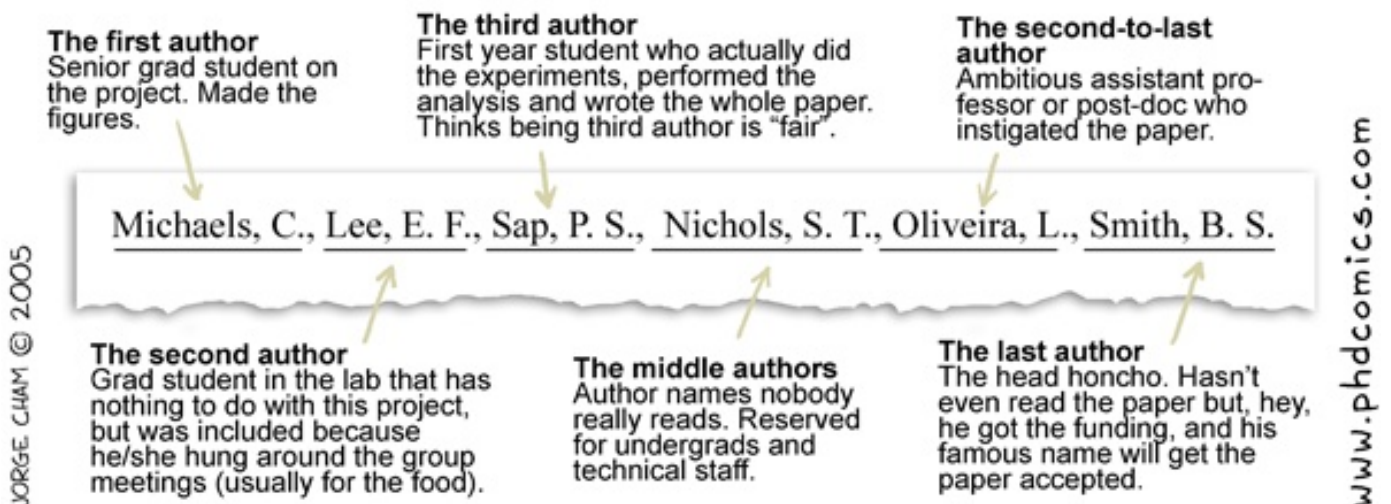 The first author
Senior grad student on
the project. Made the
figures.
The third author
First year student who actually did
the experiments, performed the
analysis and wrote the whole paper.
Thinks being third author is “fair”.
The second-to-last
author
Ambitious assistant pro-
fessor or post-doc who
instigated the paper.
Michaels, C., Lee, E. F., Sap, P. S., Nichols, S. T., Oliveira, L., Smith, B. S.
The second author
Grad student in the lab that has
nothing to do with this project,
but was included because
he/she hung around the group
meetings (usually for the food).
The middle authors
Author names nobody
really reads. Reserved
for undergrads and
technical staff.
The last author
The head honcho. Hasn’t
even read the paper but, hey,
he got the funding, and his
famous name will get the
paper accepted.
JORGE CHAM © 2005
www.phdcomics.com